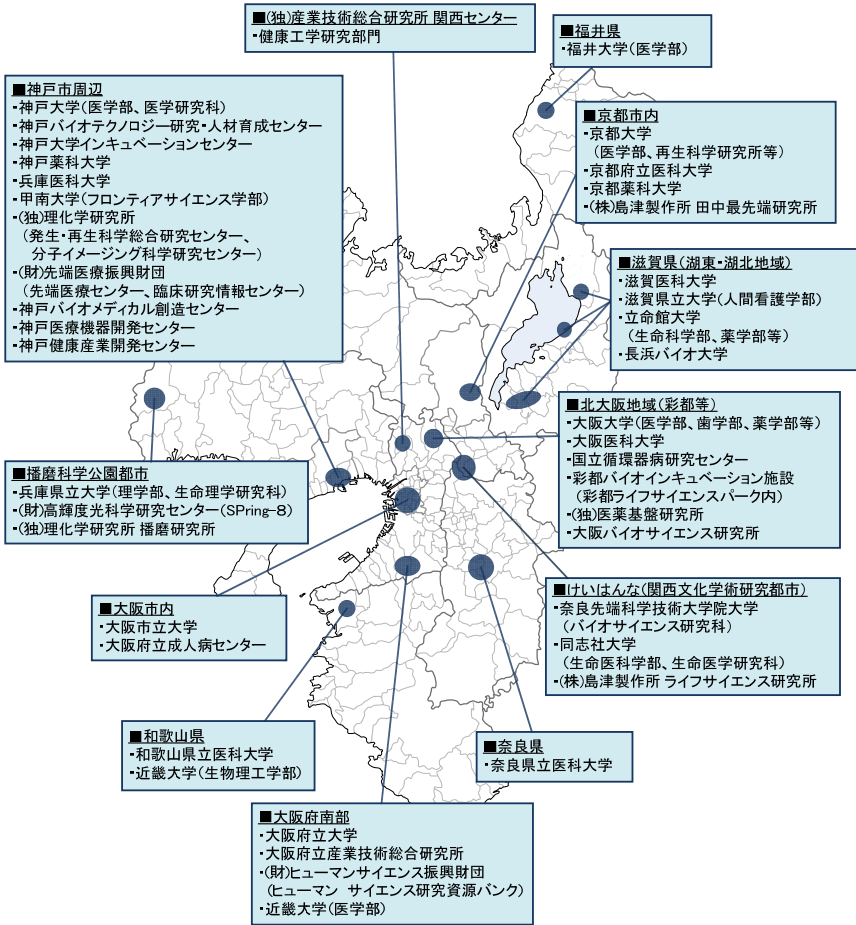 ■(独)産業技術総合研究所 関西センター
・健康工学研究部門
■福井県
・福井大学(医学部)
■神戸市周辺
・神戸大学(医学部、医学研究科)
・神戸バイオテクノロジー研究・人材育成センター
・神戸大学インキュベーションセンター
・神戸薬科大学
・兵庫医科大学
・甲南大学(フロンティアサイエンス学部)
・(独)理化学研究所
(発生・再生科学総合研究センター、
分子イメージング科学研究センター)
・(財)先端医療振興財団
(先端医療センター、臨床研究情報センター)
・神戸バイオメディカル創造センター
・神戸医療機器開発センター
・神戸健康産業開発センター
■京都市内
・京都大学
(医学部、再生科学研究所等)
・京都府立医科大学
・京都薬科大学
・(株)島津製作所 田中最先端研究所
■滋賀県(湖東・湖北地域)
・滋賀医科大学
・滋賀県立大学(人間看護学部)
・立命館大学
(生命科学部、薬学部等)
・長浜バイオ大学
■北大阪地域(彩都等)
・大阪大学(医学部、歯学部、薬学部等)
・大阪医科大学
・国立循環器病研究センター
・彩都バイオインキュベーション施設
(彩都ライフサイエンスパーク内)
・(独)医薬基盤研究所
・大阪バイオサイエンス研究所
■播磨科学公園都市
・兵庫県立大学(理学部、生命理学研究科)
・(財)高輝度光科学研究センター(SPring-8)
・(独)理化学研究所 播磨研究所
■けいはんな(関西文化学術研究都市)
・奈良先端科学技術大学院大学
(バイオサイエンス研究科)
・同志社大学
(生命医科学部、生命医学研究科)
・(株)島津製作所 ライフサイエンス研究所
■大阪市内
・大阪市立大学
・大阪府立成人病センター
■和歌山県
・和歌山県立医科大学
・近畿大学(生物理工学部)
■奈良県
・奈良県立医科大学
■大阪府南部
・大阪府立大学
・大阪府立産業技術総合研究所
・(財)ヒューマンサイエンス振興財団
(ヒューマン サイエンス研究資源バンク)
・近畿大学(医学部)